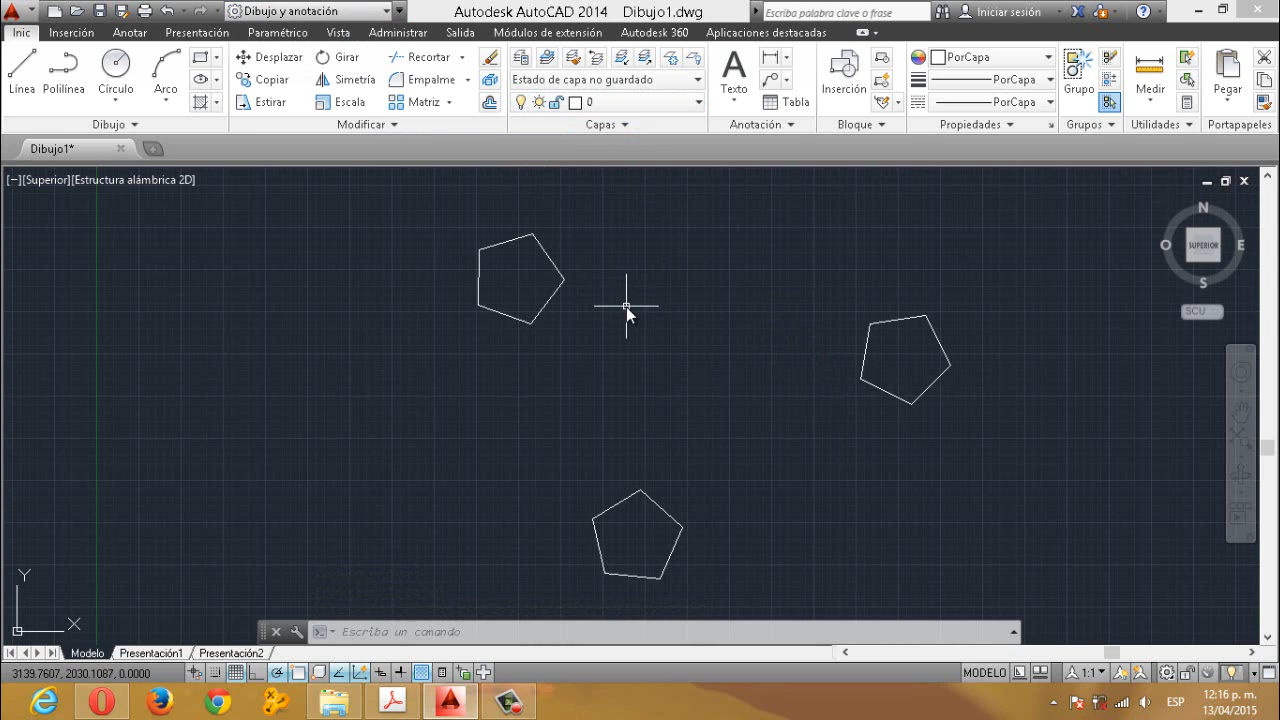 Dibujo y anotación
Autodesk AutoCAD 2014 Dibujo1.dwg
Escriba palabra clave o frase
Iniciar sesión
Inic Inserción Anotar Presentación Paramétrico Vista Administrar Salida Módulos de extensión Autodesk 360 Aplicaciones destacadas
Línea Polilínea Círculo Arco
Desplazar Girar Recortar
Copiar Simetría Empalme
Estirar Escala Matriz
Estado de capa no guardado
0
Texto
Tabla
Inserción
PorCapa
PorCapa
PorCapa
Grupo
Medir
Pegar
Dibujo Modificar Capas Anotación Bloque Propiedades Grupos Utilidades Portapapeles
Dibujo1*
[−][Superior][Estructura alámbrica 2D]
N
O SUPERIOR E
S
SCU
Y
X
Escriba un comando
Modelo Presentación1 Presentación2
3139.7607, 2030.1087, 0.0000
MODELO
1:1
ESP
12:16 p.m.
13/04/2015